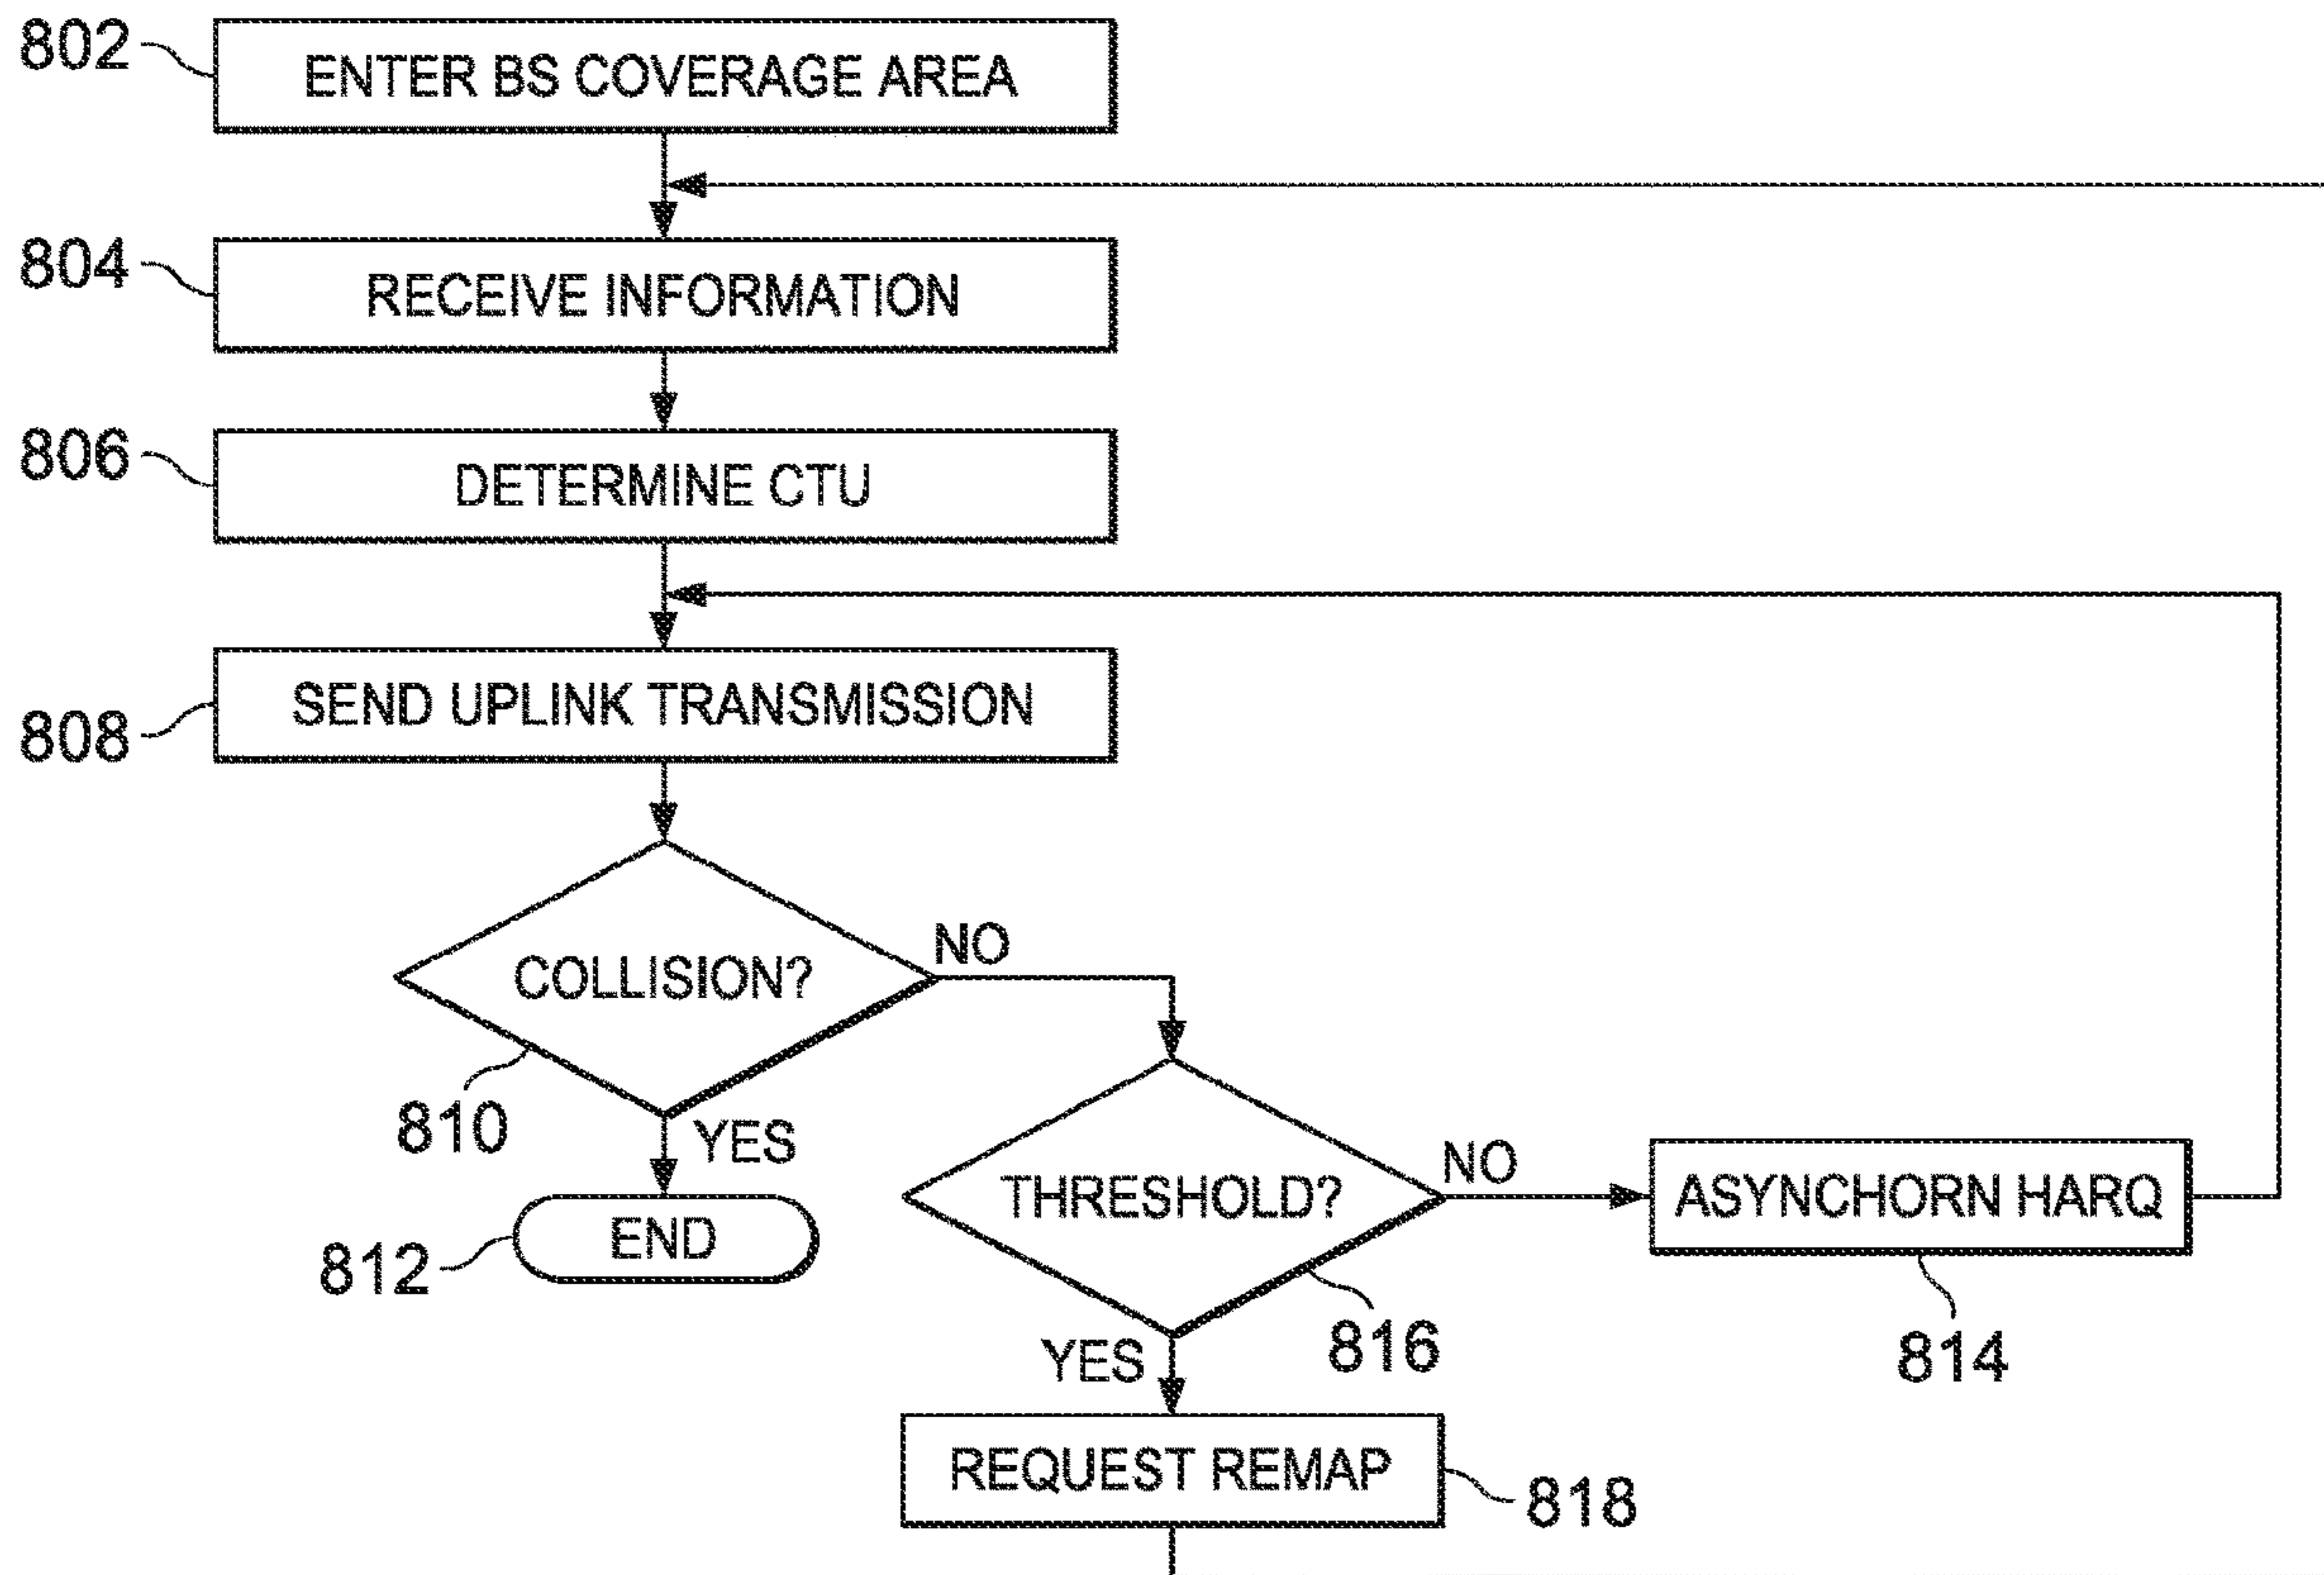 802
ENTER BS COVERAGE AREA
804
RECEIVE INFORMATION
806
DETERMINE CTU
808
SEND UPLINK TRANSMISSION
NO
COLLISION?
810
YES
812
END
THRESHOLD?
NO
ASYNCHORN HARQ
816
814
YES
REQUEST REMAP
818